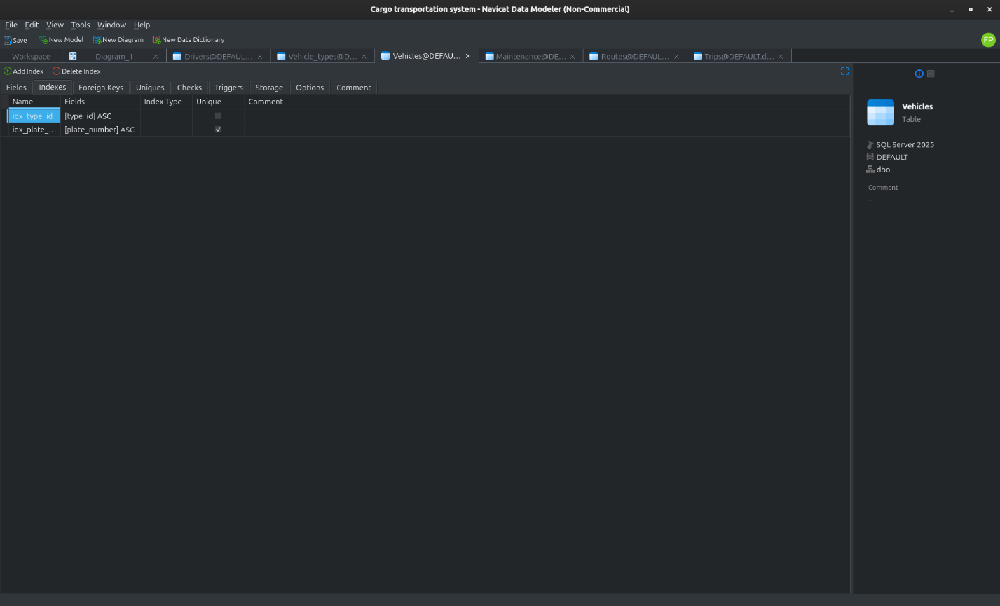 Cargo transportation system - Navicat Data Modeler (Non-Commercial)
File Edit View Tools Window Help
Save New Model New Diagram New Data Dictionary FP
Workspace Diagram_1 Drivers@DEFAUL... Vehicle_types@D... Vehicles@DEFAU... Maintenance@DE... Routes@DEFAUL... Trips@DEFAULT.d...
Add Index Delete Index
Fields Indexes Foreign Keys Uniques Checks Triggers Storage Options Comment
Name Fields Index Type Unique Comment
idx_type_id [type_id] ASC
idx_plate_... [plate_number] ASC
Vehicles
Table
SQL Server 2025
DEFAULT
dbo
Comment
--